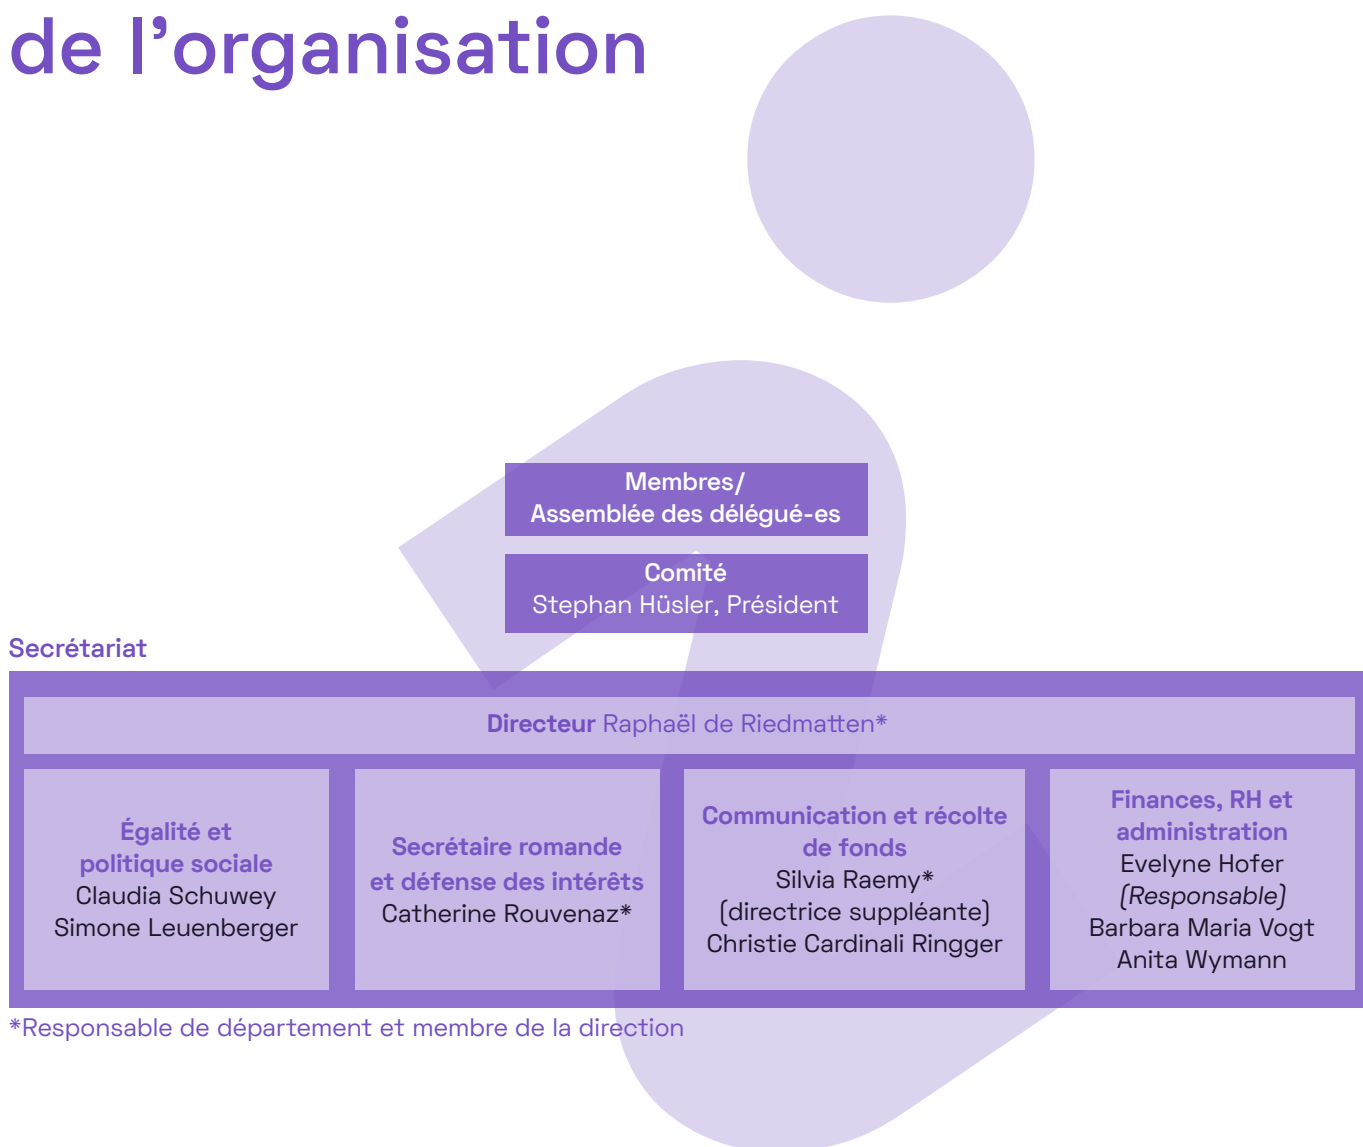 de l’organisation
Membres/
Assemblée des délégué-es
Comité
Stephan Hüsler, Président
Secrétariat
Directeur Raphaël de Riedmatten*
Égalité et
politique sociale
Claudia Schuwey
Simone Leuenberger
Secrétaire romande
et défense des intérêts
Catherine Rouvenaz*
Communication et récolte
de fonds
Silvia Raemy*
(directrice suppléante)
Christie Cardinali Ringger
Finances, RH et
administration
Evelyne Hofer
(Responsable)
Barbara Maria Vogt
Anita Wymann
*Responsable de département et membre de la direction